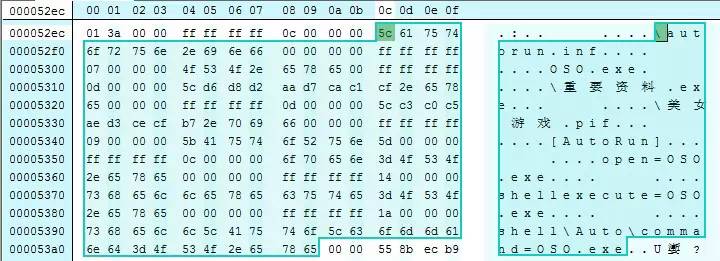 000052ec 00 01 02 03 04 05 06 07 08 09 0a 0b 0c 0d 0e 0f
000052ec 01 3a 00 00 ff ff ff ff 0c 00 00 00 5c 61 75 74 .:.. ....\aut
000052f0 6f 72 75 6e 2e 69 6e 66 00 00 00 00 ff ff ff ff orun.inf....
00005300 07 00 00 00 4f 53 4f 2e 65 78 65 00 ff ff ff ff ....OSO.exe.
00005310 0d 00 00 00 5c d6 d8 d2 aa d7 ca c1 cf 2e 65 78 ....\重要资料.ex
00005320 65 00 00 00 ff ff ff ff 0d 00 00 00 5c c3 c0 c5 e... ....\美女
00005330 ae d3 ce cf b7 2e 70 69 66 00 00 00 ff ff ff ff 游戏.pif...
00005340 09 00 00 00 5b 41 75 74 6f 52 75 6e 5d 00 00 00 ....[AutoRun]...
00005350 ff ff ff ff 0c 00 00 00 6f 70 65 6e 3d 4f 53 4f ....open=OSO
00005360 2e 65 78 65 00 00 00 00 ff ff ff ff 14 00 00 00 .exe.... ....
00005370 73 68 65 6c 6c 65 78 65 63 75 74 65 3d 4f 53 4f shellexecute=OSO
00005380 2e 65 78 65 00 00 00 00 ff ff ff ff 1a 00 00 00 .exe.... ....
00005390 73 68 65 6c 6c 5c 41 75 74 6f 5c 63 6f 6d 6d 61 shell\Auto\comma
000053a0 6e 64 3d 4f 53 4f 2e 65 78 65 00 00 55 8b ec b9 nd=OSO.exe..U嬱?